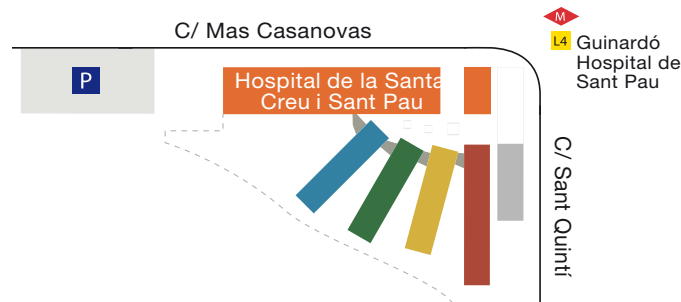 C/ Mas Casanovas
M
L4 Guinardó
Hospital de
Sant Pau
P
Hospital de la Santa
Creu i Sant Pau
C/ Sant Quintí